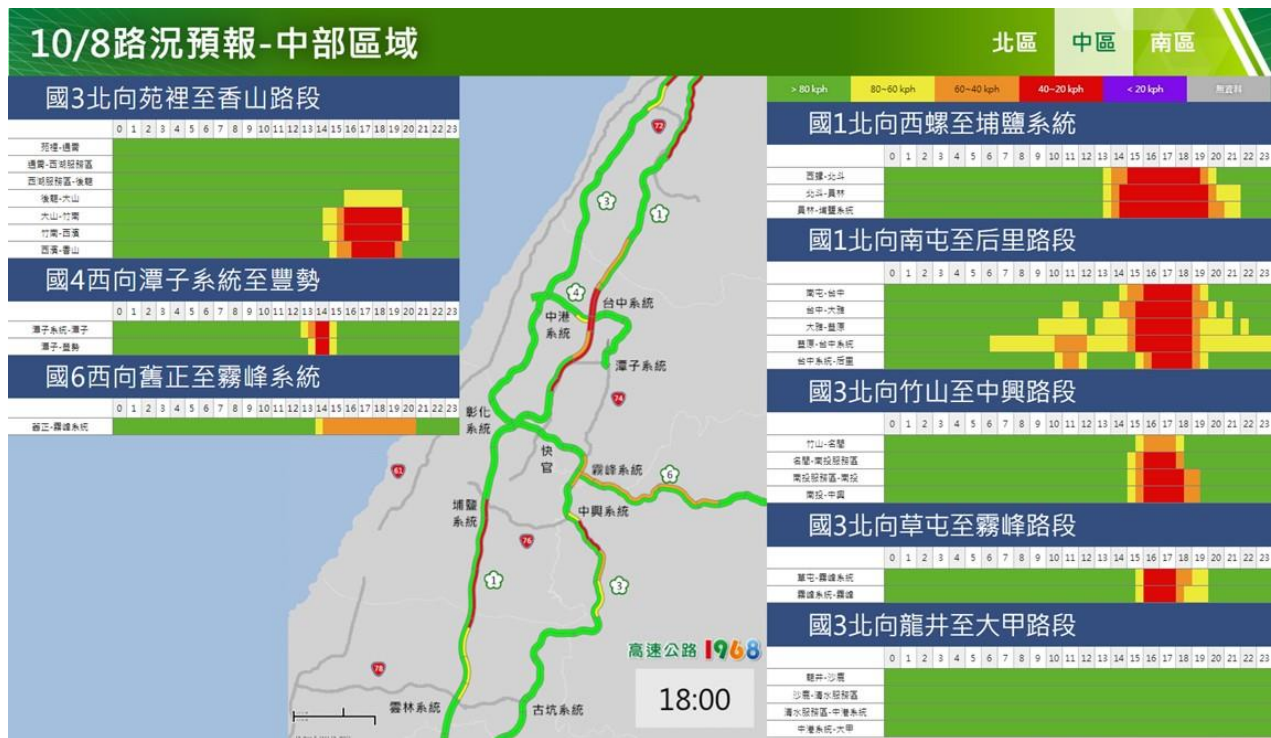 10/8路況預報-中部區域
北區 中區 南區
國3北向苑裡至香山路段
0 1 2 3 4 5 6 7 8 9 10 11 12 13 14 15 16 17 18 19 20 21 22 23
苑裡-通霄
通霄-西湖服務區
西湖服務區-後龍
後龍-大山
大山-竹南
竹南-西濱
西濱-香山
國4西向潭子系統至豐勢
0 1 2 3 4 5 6 7 8 9 10 11 12 13 14 15 16 17 18 19 20 21 22 23
潭子系統-潭子
潭子-豐勢
國6西向舊正至霧峰系統
0 1 2 3 4 5 6 7 8 9 10 11 12 13 14 15 16 17 18 19 20 21 22 23
舊正-霧峰系統
72
3
1
4
台中系統
中港
系統
潭子系統
74
彰化
系統
快
官
霧峰系統
6
61
埔鹽
系統
中興系統
76
1
3
高速公路1968
78
雲林系統
古坑系統
18:00
> 80 kph 80~60 kph 60~40 kph 40~20 kph < 20 kph 無資料
國1北向西螺至埔鹽系統
0 1 2 3 4 5 6 7 8 9 10 11 12 13 14 15 16 17 18 19 20 21 22 23
西螺-北斗
北斗-員林
員林-埔鹽系統
國1北向南屯至后里路段
0 1 2 3 4 5 6 7 8 9 10 11 12 13 14 15 16 17 18 19 20 21 22 23
南屯-台中
台中-大雅
大雅-豐原
豐原-台中系統
台中系統-后里
國3北向竹山至中興路段
0 1 2 3 4 5 6 7 8 9 10 11 12 13 14 15 16 17 18 19 20 21 22 23
竹山-名間
名間-南投服務區
南投服務區-南投
南投-中興
國3北向草屯至霧峰路段
0 1 2 3 4 5 6 7 8 9 10 11 12 13 14 15 16 17 18 19 20 21 22 23
草屯-霧峰系統
霧峰系統-霧峰
國3北向龍井至大甲路段
0 1 2 3 4 5 6 7 8 9 10 11 12 13 14 15 16 17 18 19 20 21 22 23
龍井-沙鹿
沙鹿-清水服務區
清水服務區-中港系統
中港系統-大甲